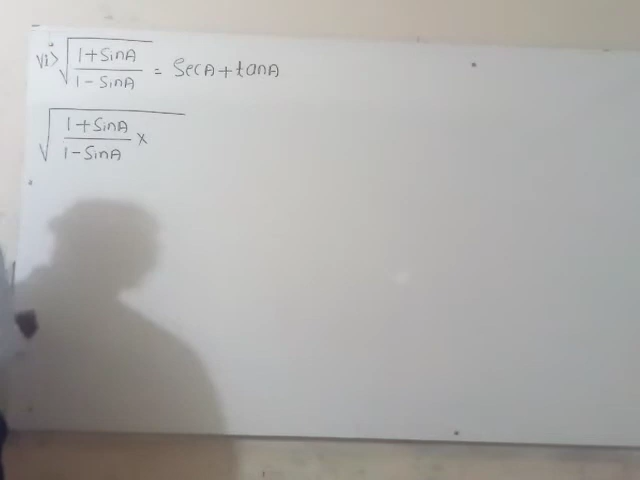 vi> √(1+SinA / 1-SinA) = SecA+tanA
√(1+SinA / 1-SinA ×